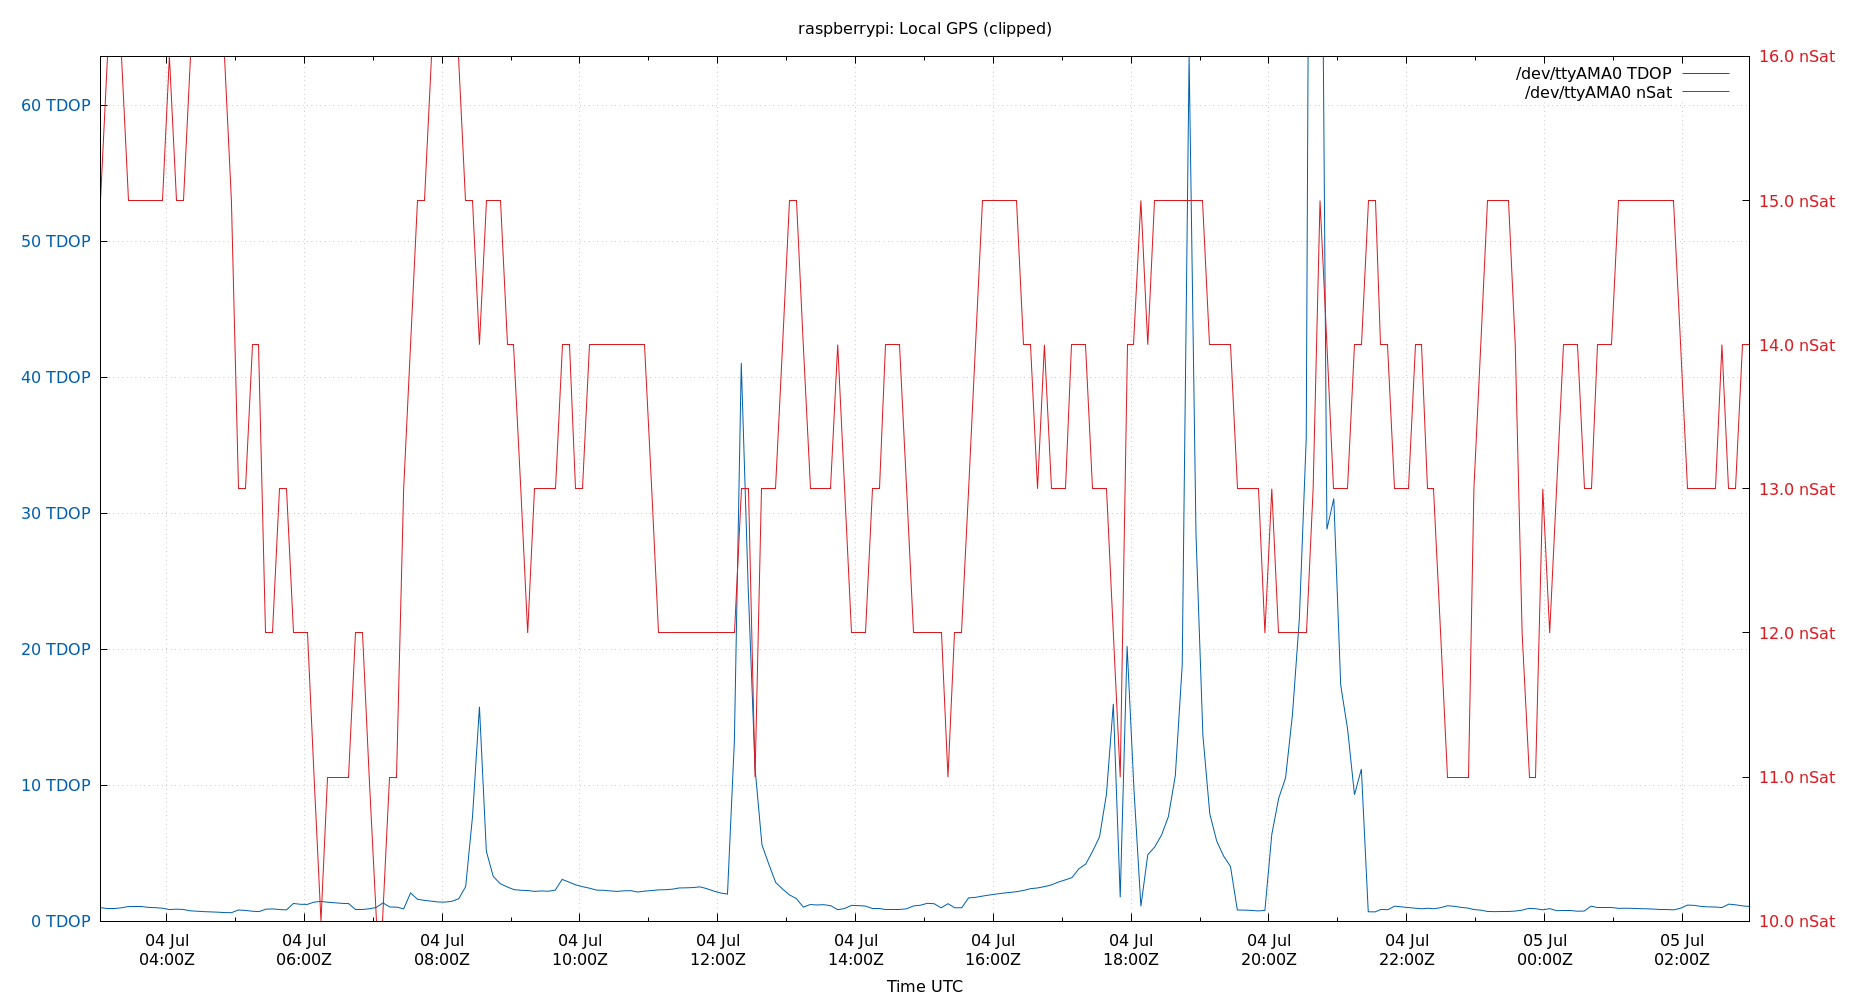 raspberrypi: Local GPS (clipped)
/dev/ttyAMA0 TDOP
/dev/ttyAMA0 nSat
60 TDOP
50 TDOP
40 TDOP
30 TDOP
20 TDOP
10 TDOP
0 TDOP
16.0 nSat
15.0 nSat
14.0 nSat
13.0 nSat
12.0 nSat
11.0 nSat
10.0 nSat
04 Jul
04:00Z
04 Jul
06:00Z
04 Jul
08:00Z
04 Jul
10:00Z
04 Jul
12:00Z
04 Jul
14:00Z
04 Jul
16:00Z
04 Jul
18:00Z
04 Jul
20:00Z
04 Jul
22:00Z
05 Jul
00:00Z
05 Jul
02:00Z
Time UTC